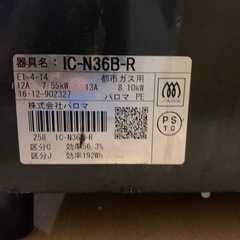 器具名：IC-N36B-R
E1-4-14 都市ガス用
12A 7.55kW 13A 8.10kW
16·12-902327 パロマ PE
株式会社パロマ
PS
TG
258 IC-N36B-R
区分C 効率56.3%
区分J 効率192Wh